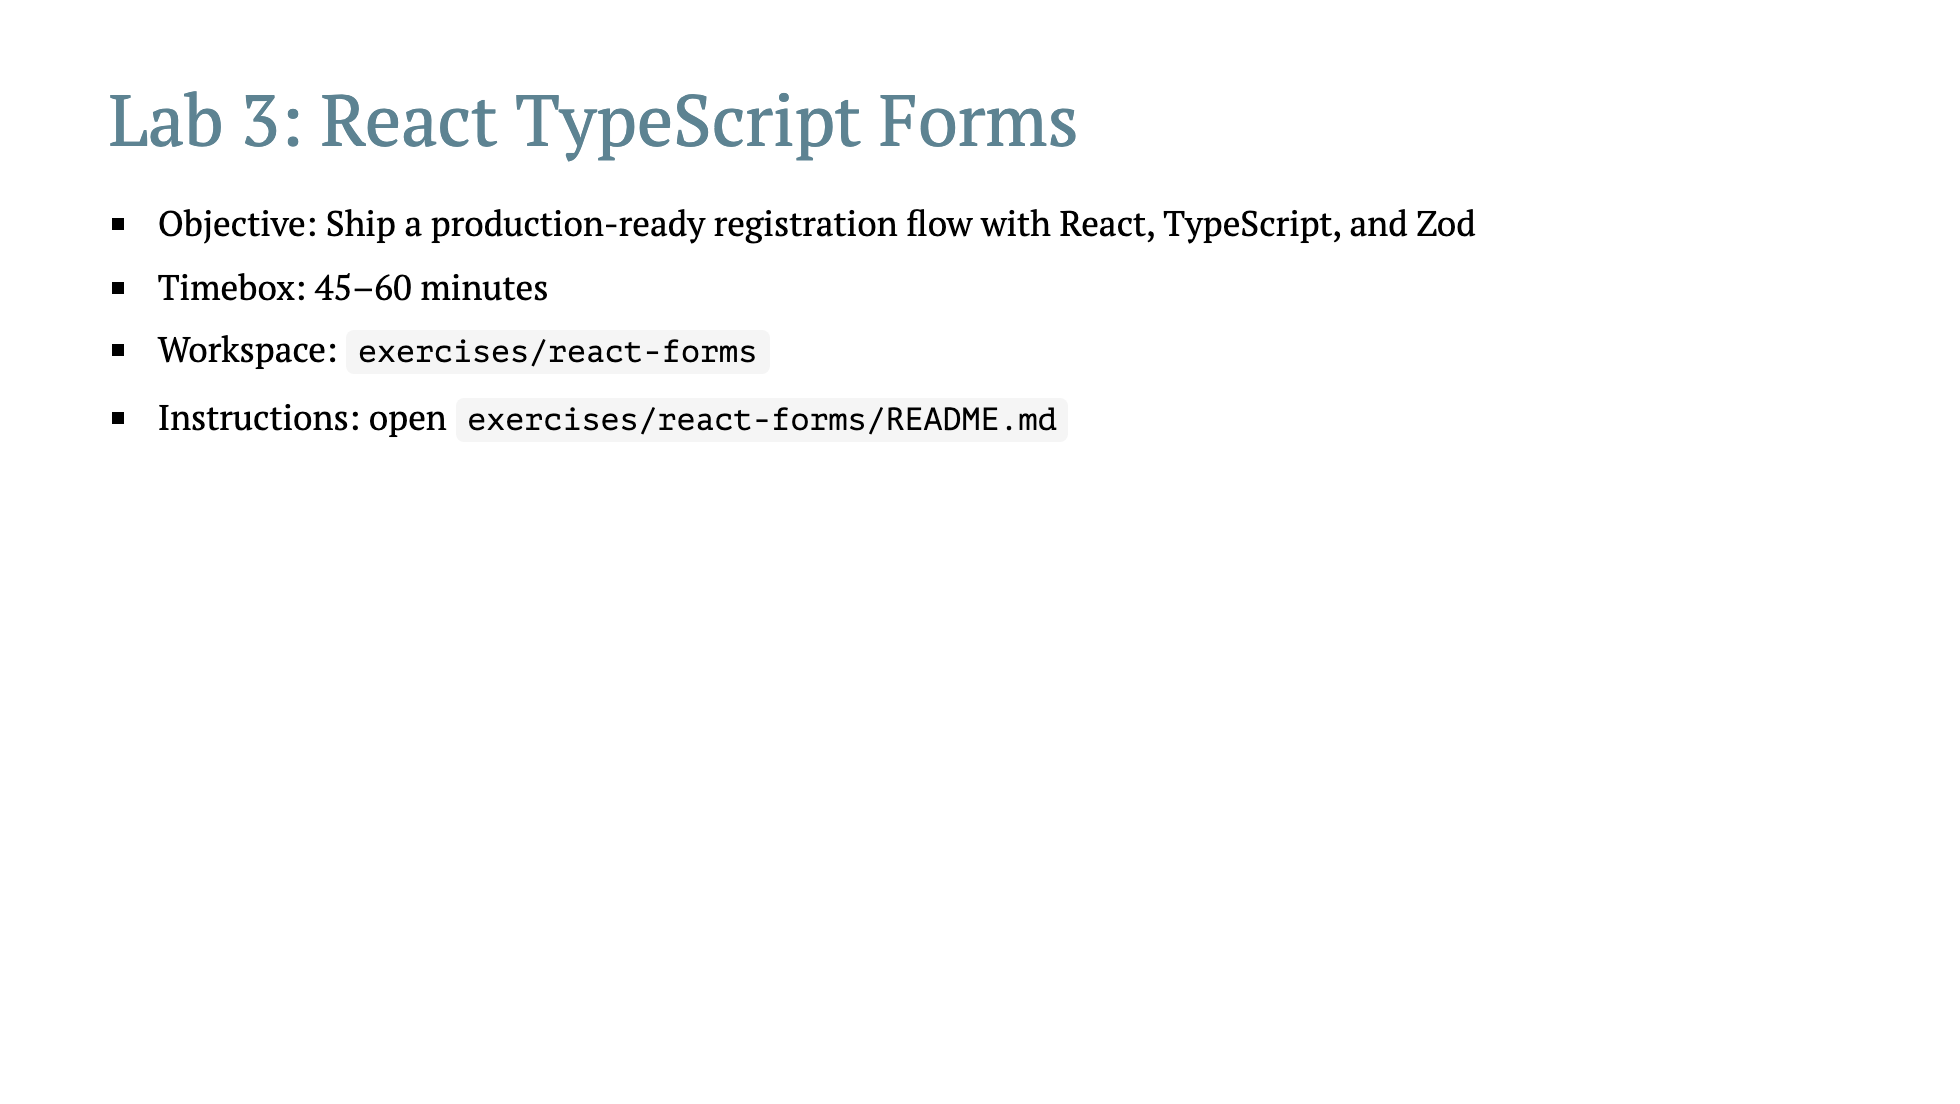 Lab 3: React TypeScript Forms
▪ Objective: Ship a production-ready registration flow with React, TypeScript, and Zod
▪ Timebox: 45–60 minutes
▪ Workspace: exercises/react-forms
▪ Instructions: open exercises/react-forms/README.md